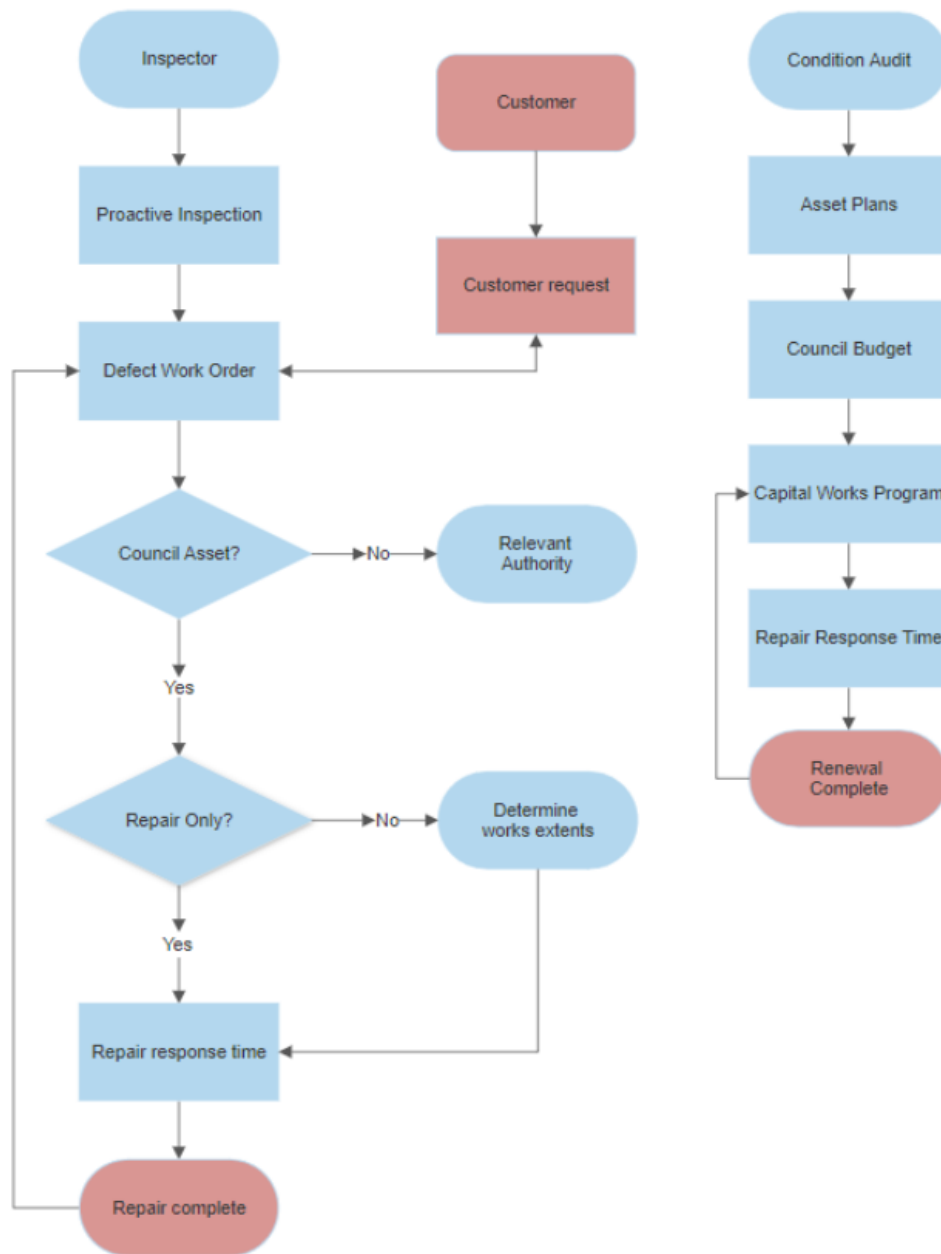 Inspector
Customer
Condition Audit
Proactive Inspection
Asset Plans
Customer request
Defect Work Order
Council Budget
Capital Works Program
Council Asset?
No
Relevant
Authority
Repair Response Time
Yes
Renewal
Complete
Repair Only?
No
Determine
works extents
Yes
Repair response time
Repair complete